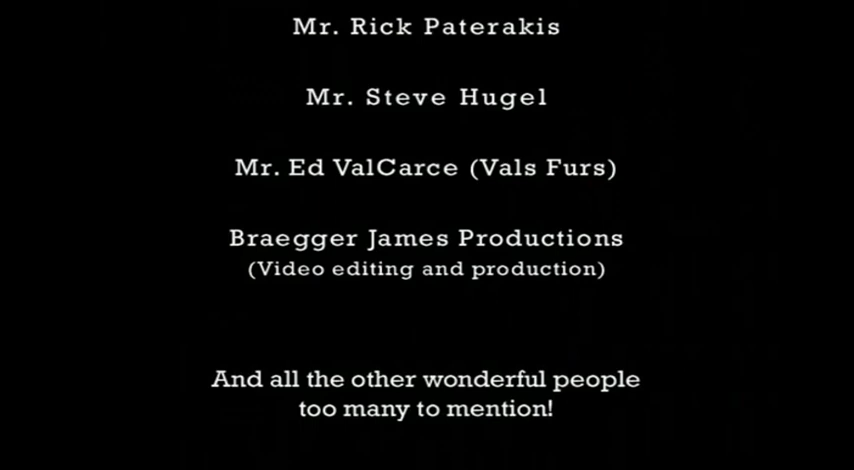 Mr. Rick Paterakis
Mr. Steve Hugel
Mr. Ed ValCarce (Vals Furs)
Braegger James Productions
(Video editing and production)
And all the other wonderful people
too many to mention!